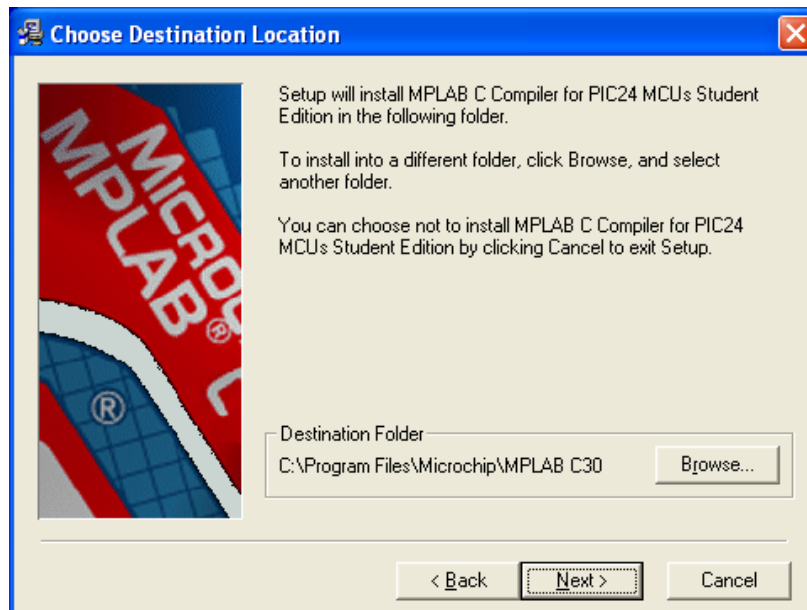 Choose Destination Location
MICRO
MPLAB® C
®
Setup will install MPLAB C Compiler for PIC24 MCUs Student
Edition in the following folder.
To install into a different folder, click Browse, and select
another folder.
You can choose not to install MPLAB C Compiler for PIC24
MCUs Student Edition by clicking Cancel to exit Setup.
Destination Folder
C:\Program Files\Microchip\MPLAB C30
Browse...
< Back
Next >
Cancel